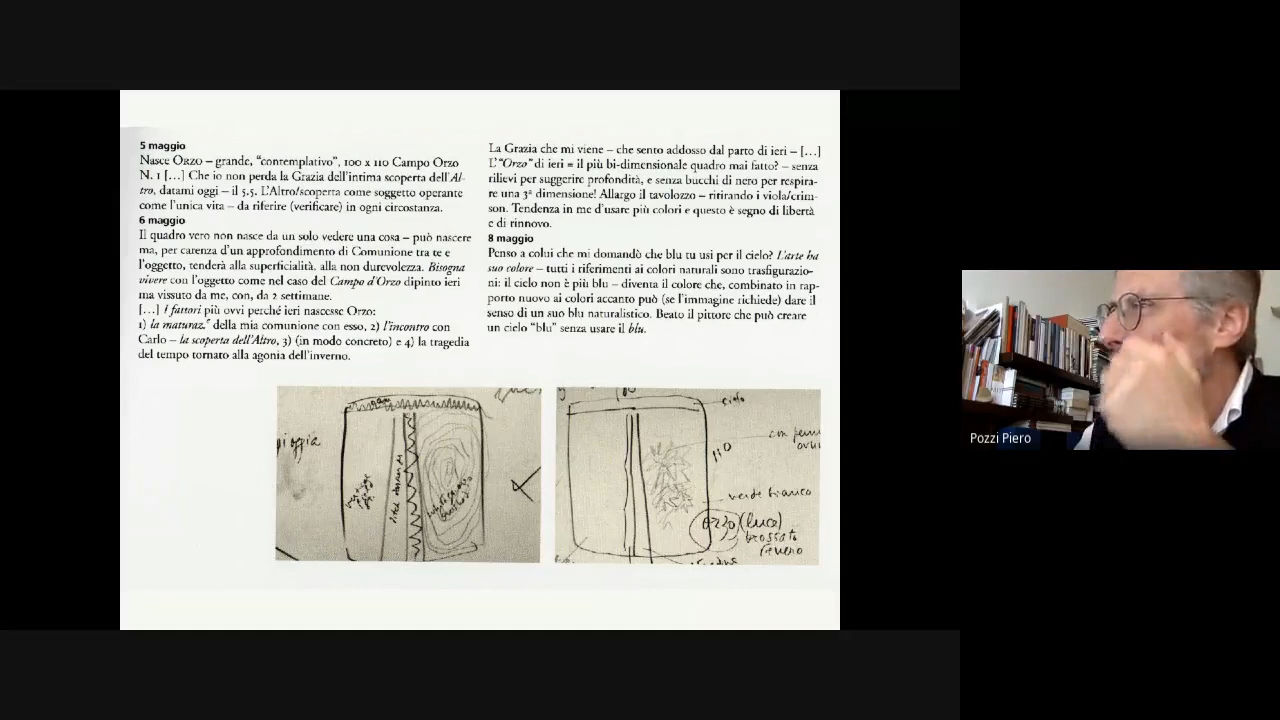 5 maggio
Nasce Orzo – grande, “contemplativo”, 100 x 110 Campo Orzo
N. 1 […] Che io non perda la Grazia dell’intima scoperta dell’Al-
tro, datami oggi – il 5.5. L’Altro/scoperta come soggetto operante
come l’unica vita – da riferire (verificare) in ogni circostanza.
6 maggio
Il quadro vero non nasce da un solo vedere una cosa – può nascere
ma, per carenza d’un approfondimento di Comunione tra te e
l’oggetto, tenderà alla superficialità, alla non durevolezza. Bisogna
vivere con l’oggetto come nel caso del Campo d’Orzo dipinto ieri
ma vissuto da me, con, da 2 settimane.
[…] I fattori più ovvi perché ieri nascesse Orzo:
1) la maturaz.e della mia comunione con esso, 2) l’incontro con
Carlo – la scoperta dell’Altro, 3) (in modo concreto) e 4) la tragedia
del tempo tornato alla agonia dell’inverno.
La Grazia che mi viene – che sento addosso dal parto di ieri – […]
L’“Orzo” di ieri = il più bi-dimensionale quadro mai fatto? – senza
rilievi per suggerire profondità, e senza bucchi di nero per respira-
re una 3ª dimensione! Allargo il tavolozzo – ritirando i viola/crim-
son. Tendenza in me d’usare più colori e questo è segno di libertà
e di rinnovo.
8 maggio
Penso a colui che mi domandò che blu tu usi per il cielo? L’arte ha
suo colore – tutti i riferimenti ai colori naturali sono trasfigurazio-
ni: il cielo non è più blu – diventa il colore che, combinato in rap-
porto nuovo ai colori accanto può (se l’immagine richiede) dare il
senso di un suo blu naturalistico. Beato il pittore che può creare
un cielo “blu” senza usare il blu.
pioggia
cielo
110
verde bianco
orzo (luce)
Pozzi Piero